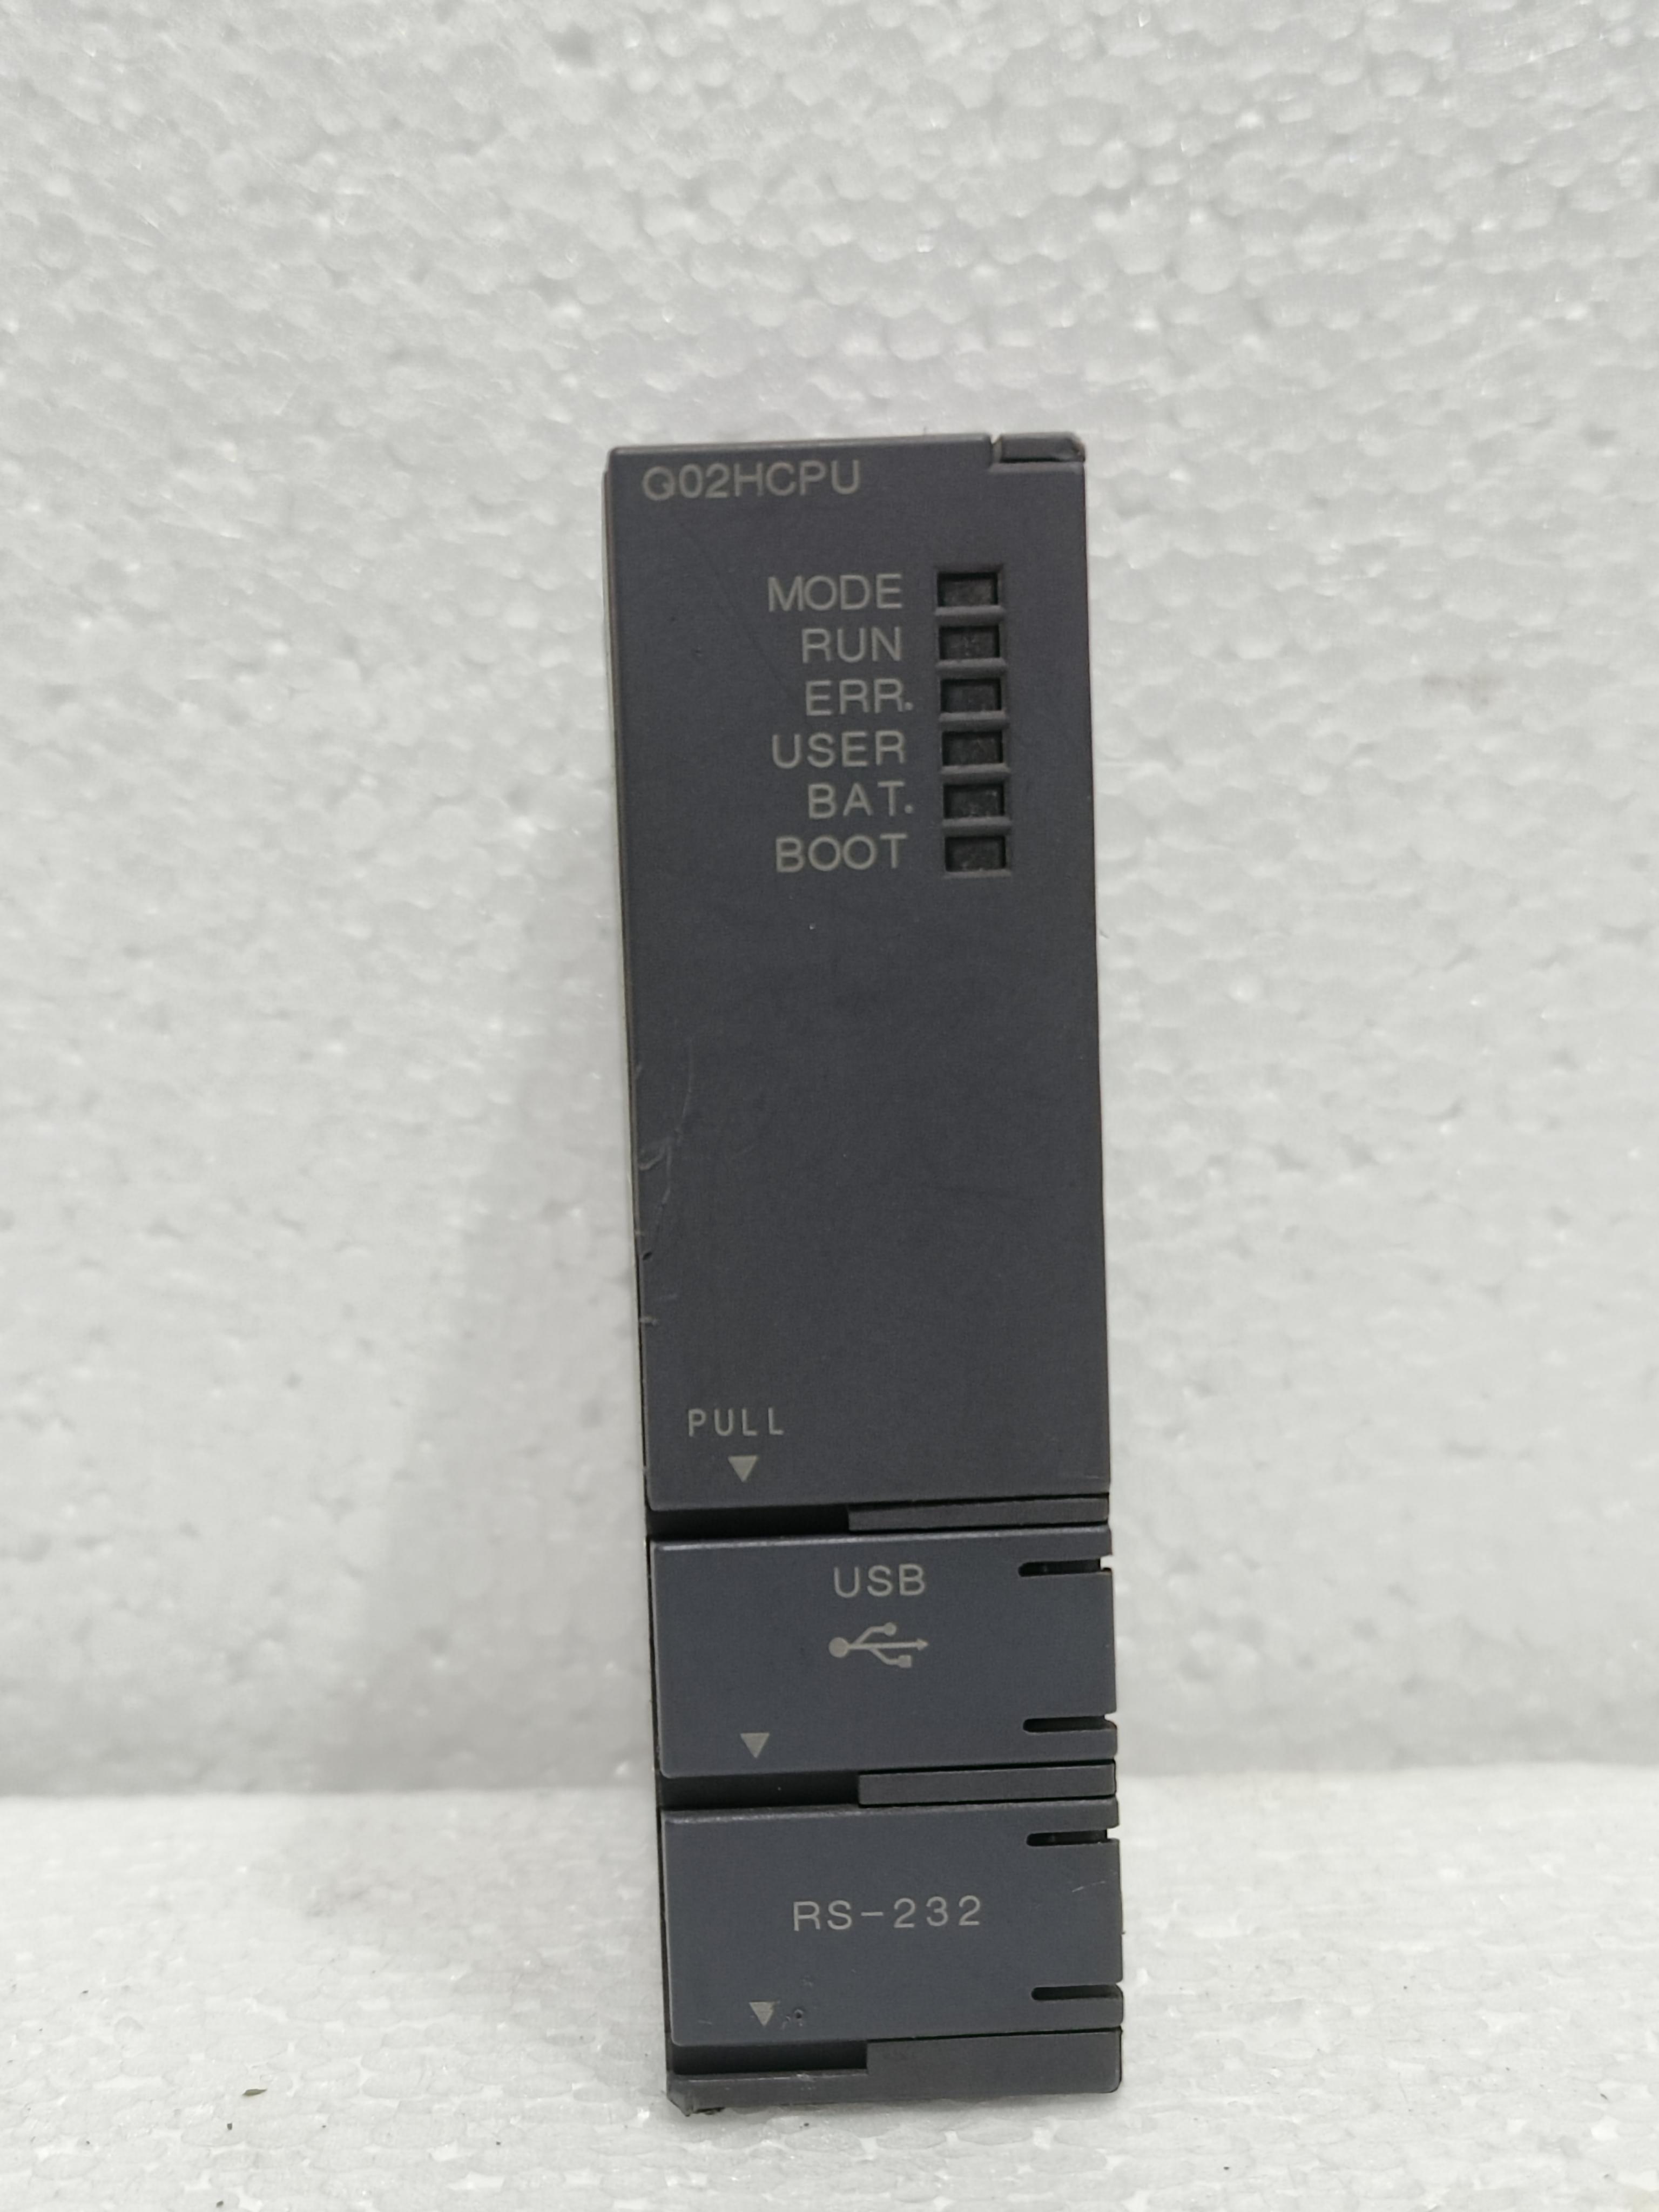 Q02HCPU
MODE
RUN
ERR.
USER
BAT.
BOOT
PULL
USB
RS-232